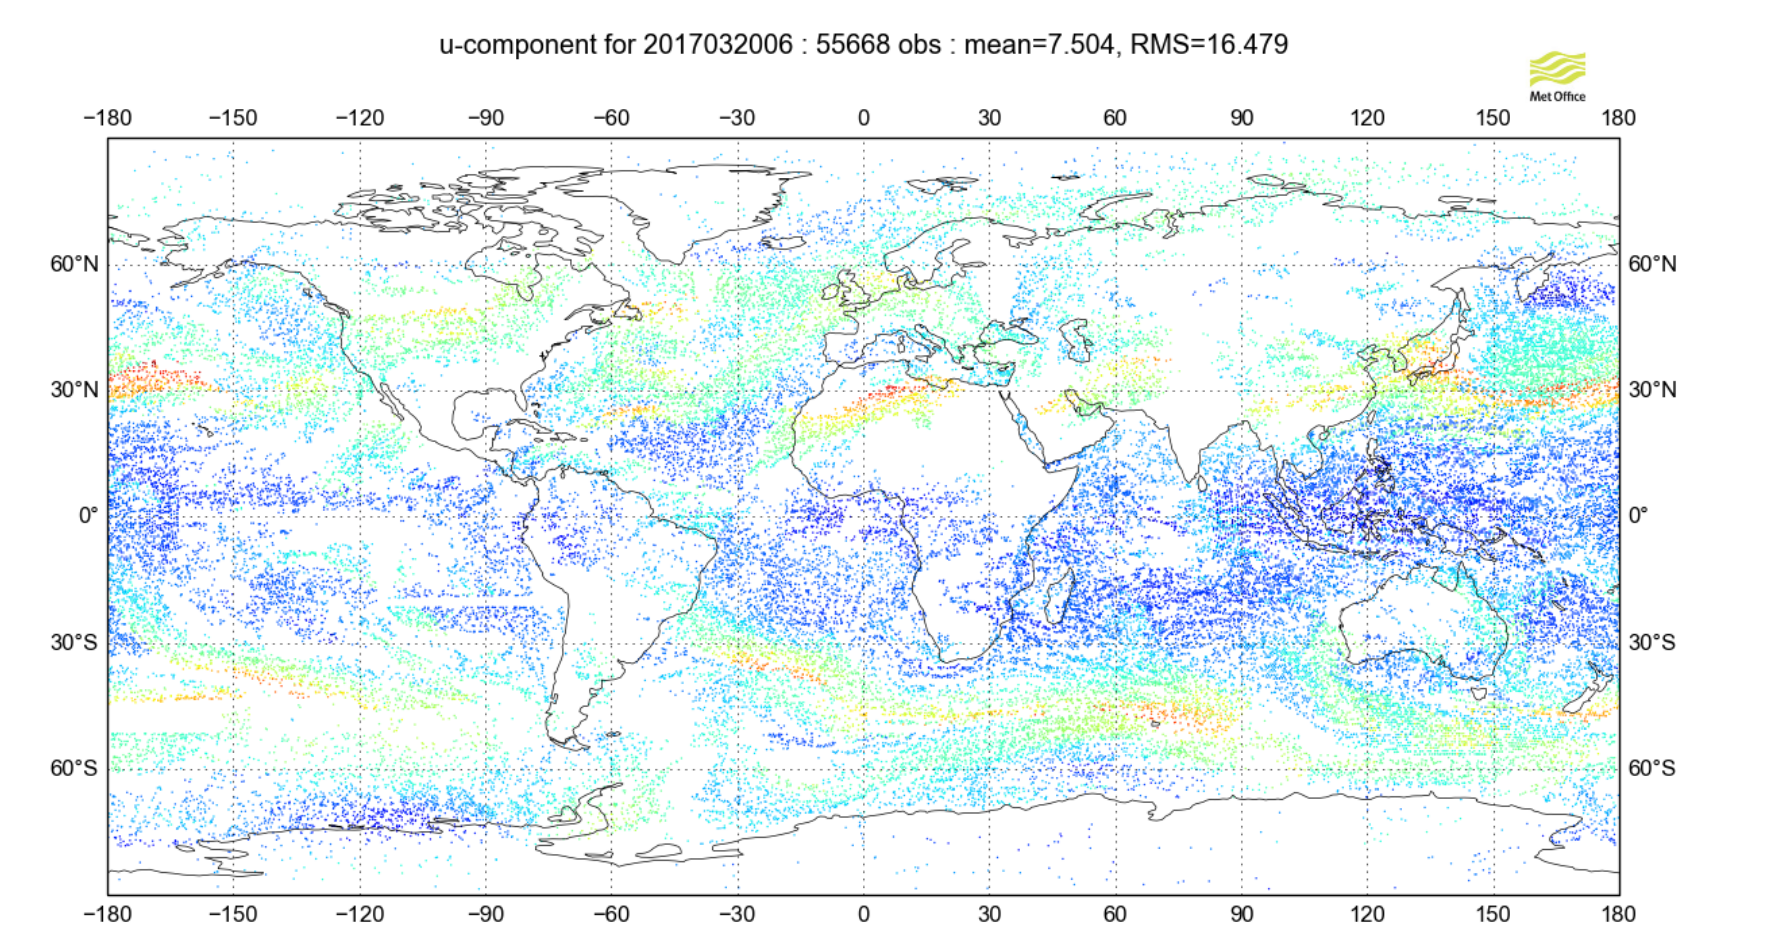 u-component for 2017032006 : 55668 obs : mean=7.504, RMS=16.479
Met Office
−180 −150 −120 −90 −60 −30 0 30 60 90 120 150 180
60°N 60°N
30°N 30°N
0° 0°
30°S 30°S
60°S 60°S
−180 −150 −120 −90 −60 −30 0 30 60 90 120 150 180